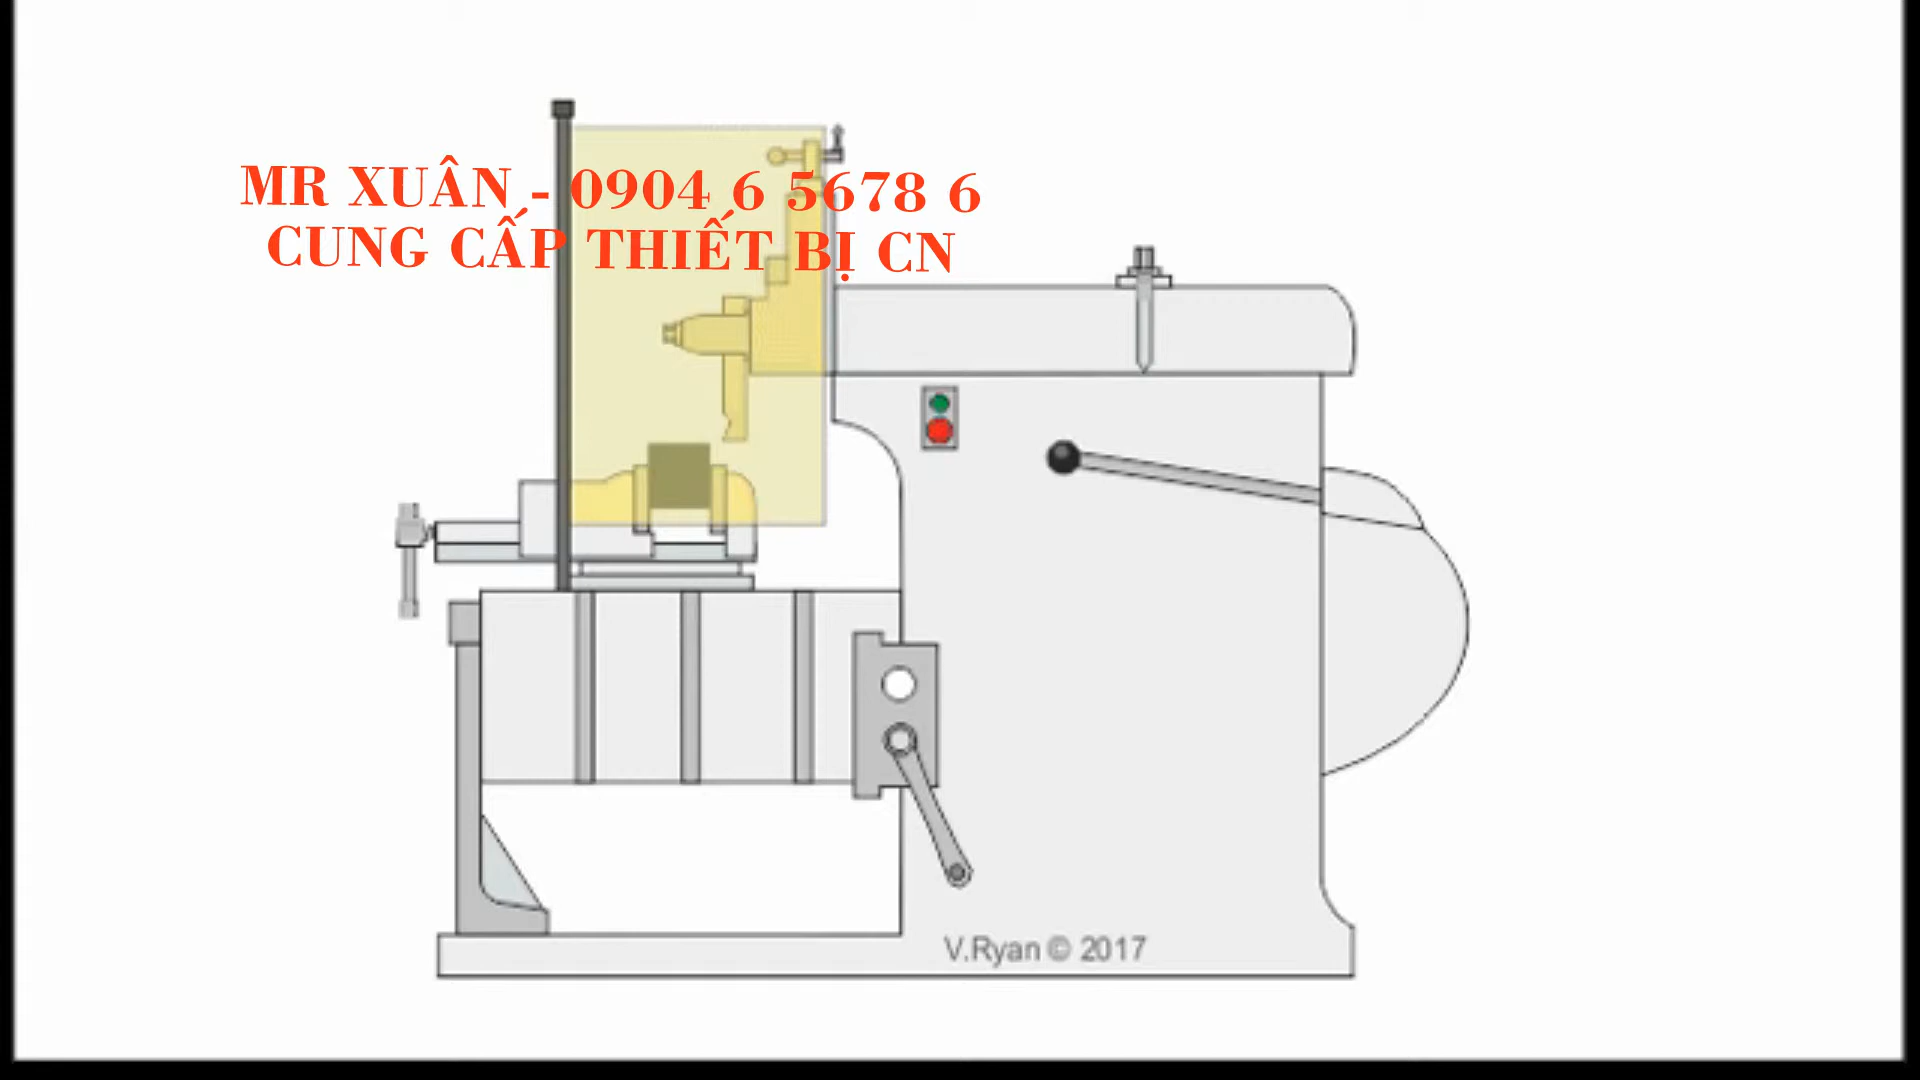 MR XUÂN - 0904 6 5678 6
CUNG CẤP THIẾT BỊ CN
V.Ryan © 2017